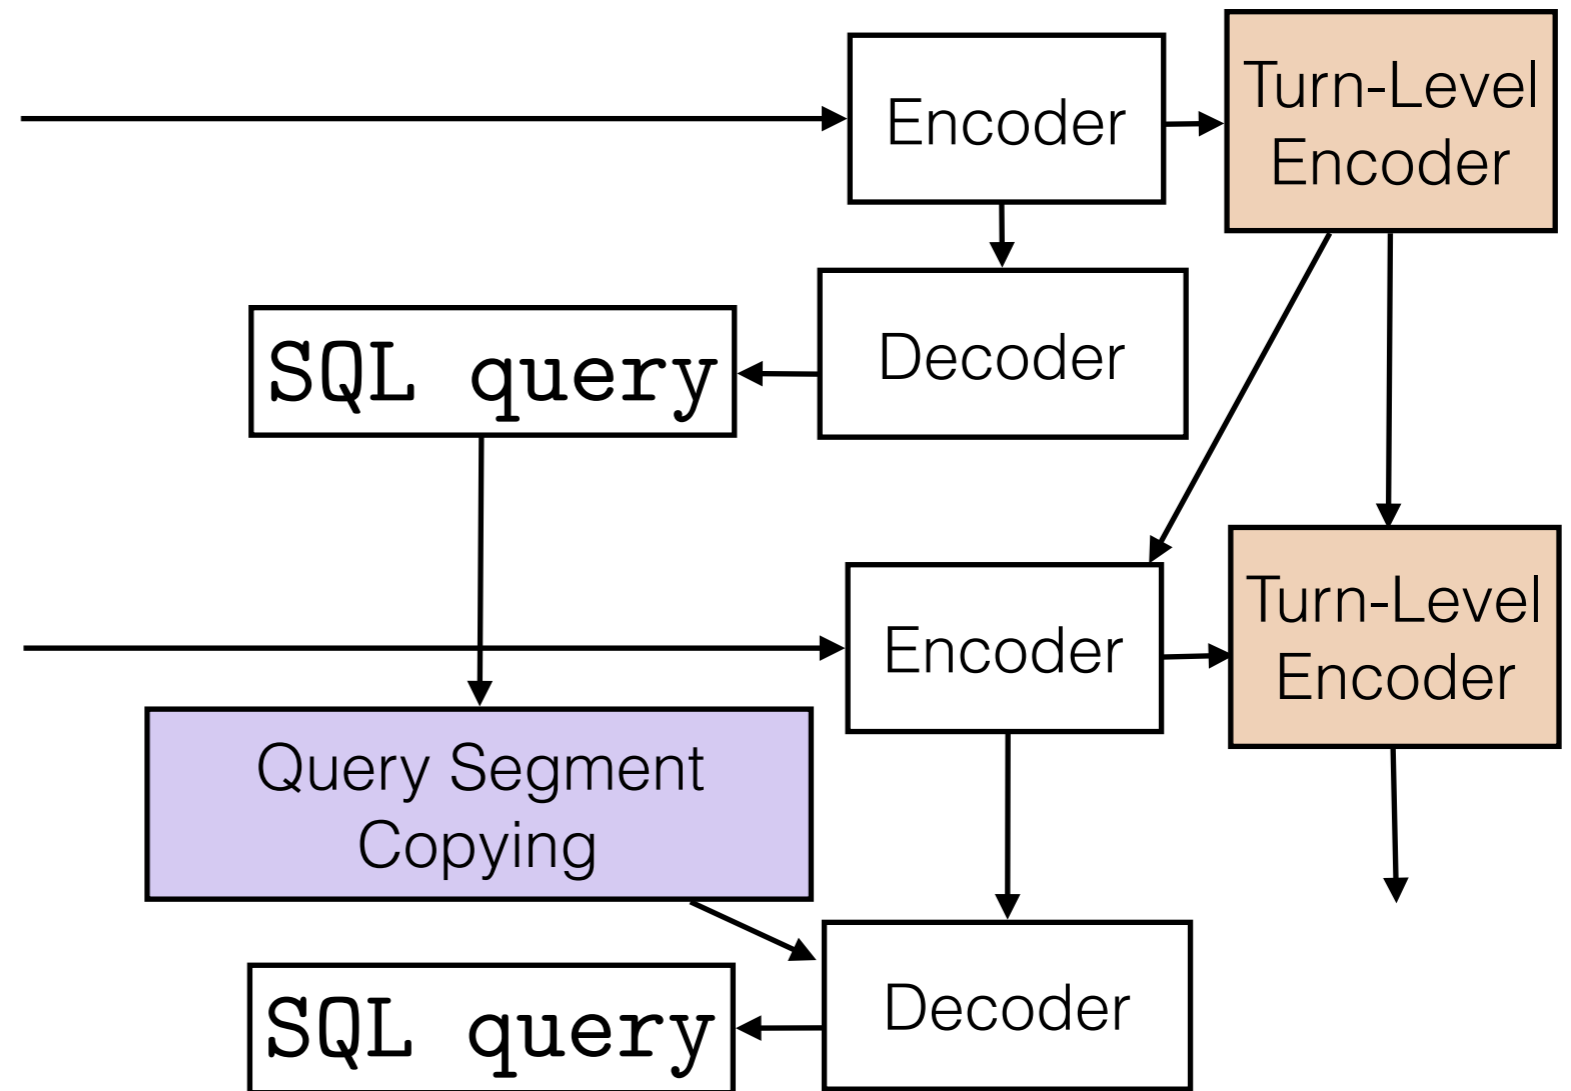 Encoder
Turn-Level
Encoder
Decoder
SQL query
Encoder
Turn-Level
Encoder
Query Segment
Copying
Decoder
SQL query